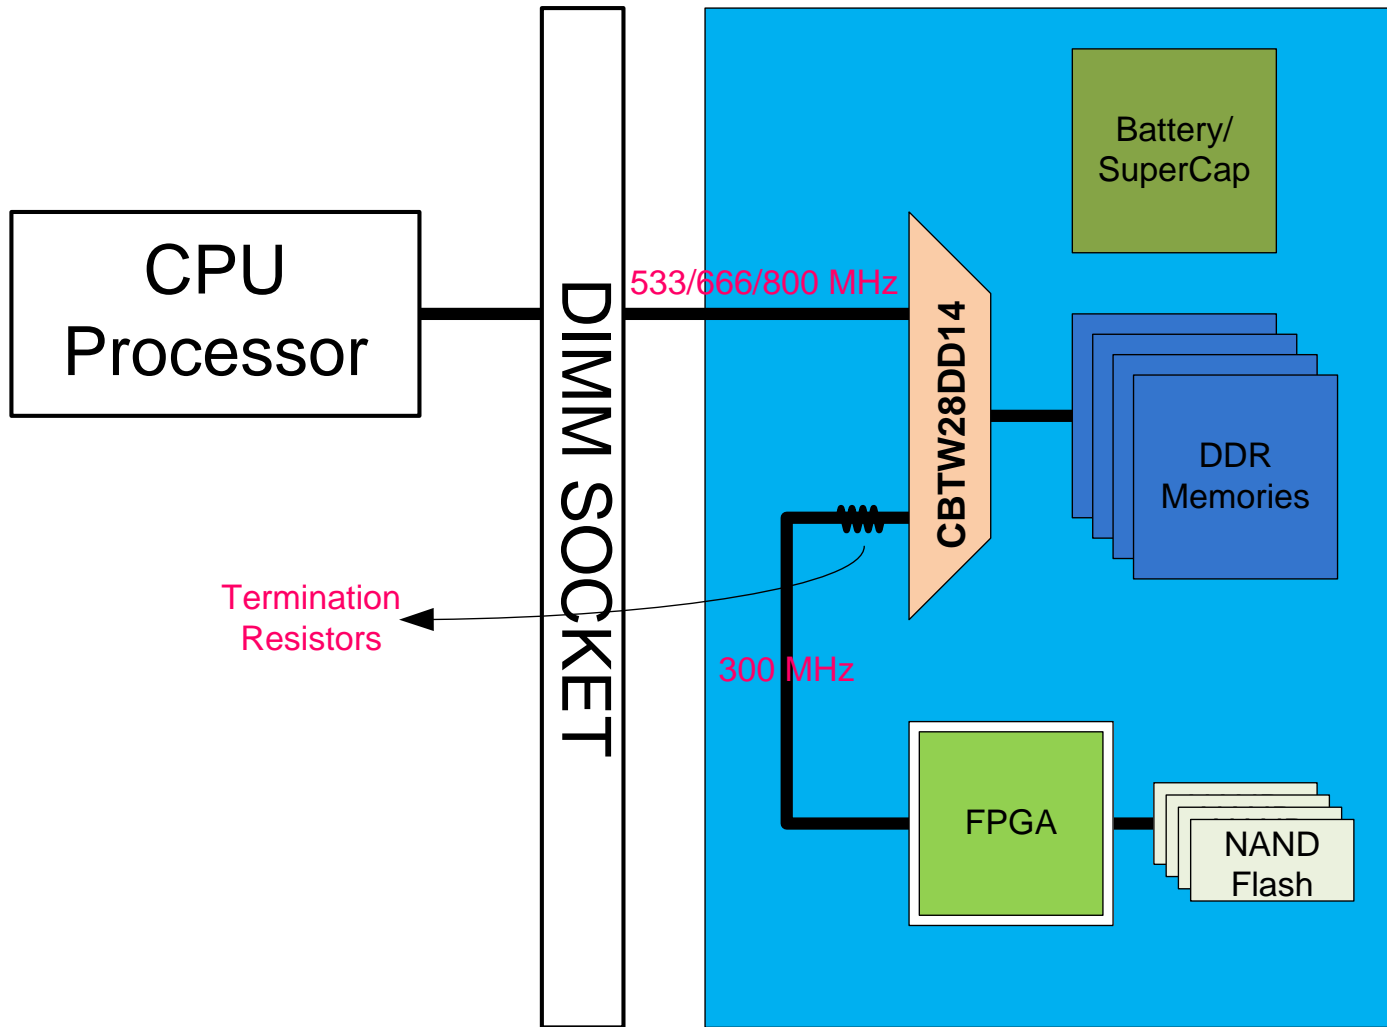 CPU
Processor
DIMM SOCKET
533/666/800 MHz
CBTW28DD14
Battery/
SuperCap
DDR
Memories
Termination
Resistors
300 MHz
FPGA
NAND
Flash